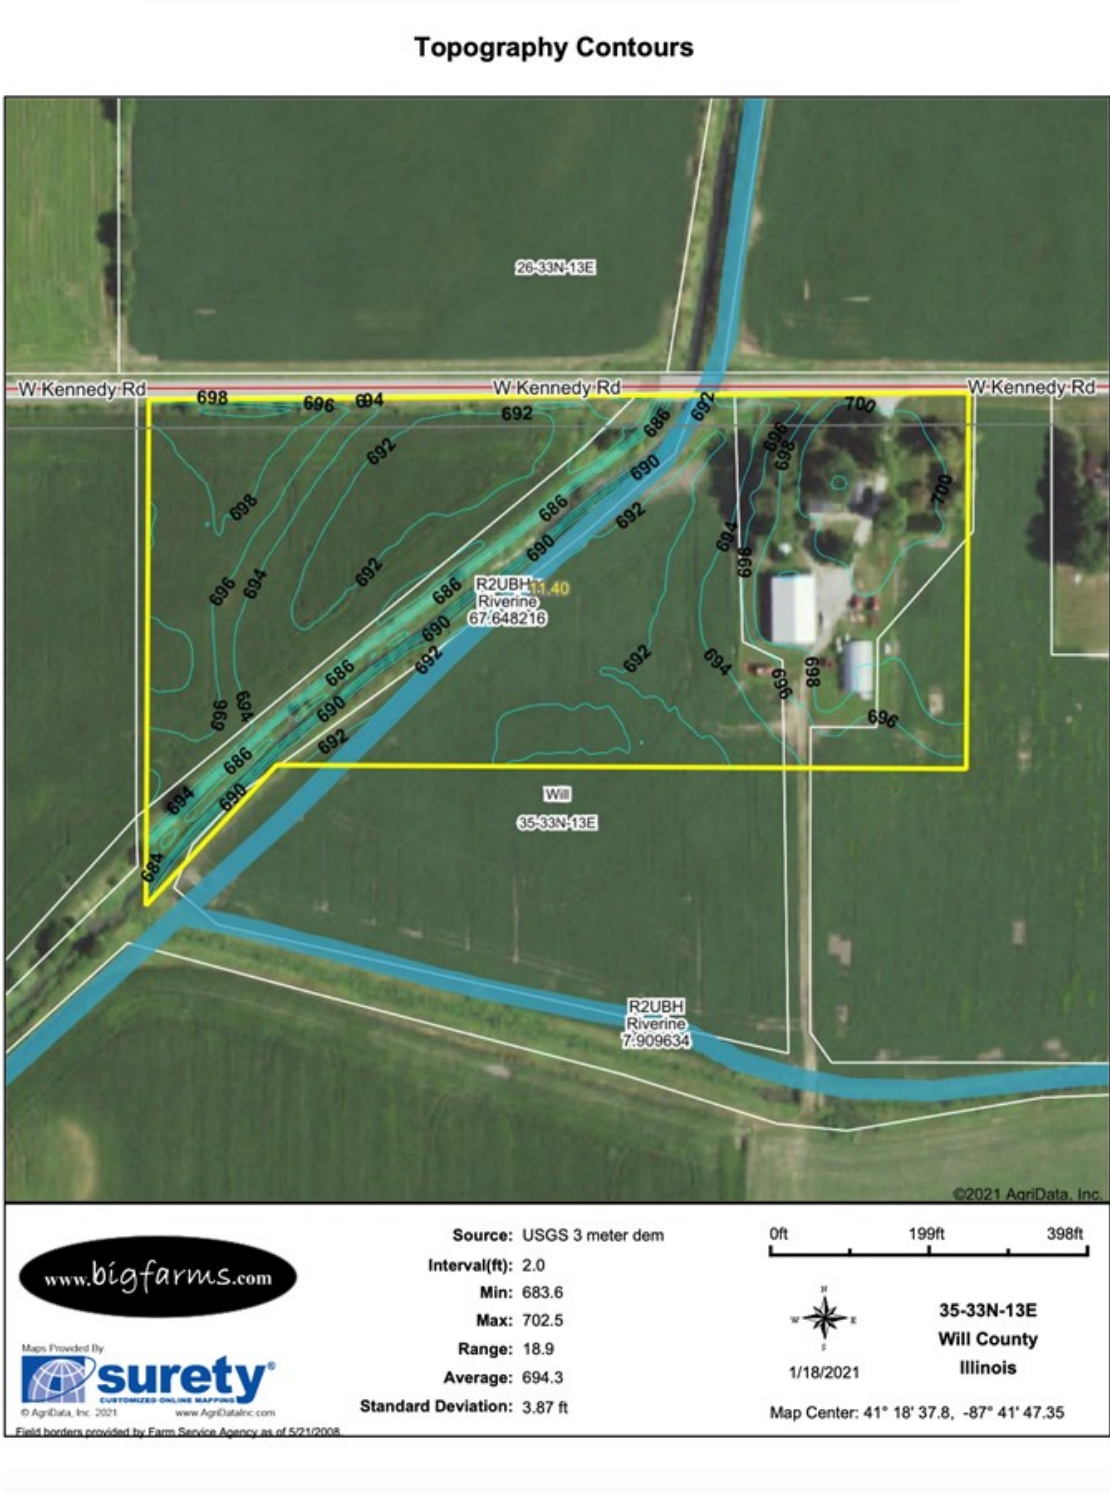 Topography Contours
26-33N-13E
W Kennedy Rd
W Kennedy Rd
W Kennedy Rd
698
696
694
692
692
700
686
696
698
692
690
700
698
686
692
690
694
696
692
696
694
686
R2UBH
Riverine
67.648216
11.40
690
692
686
692
694
696
698
690
696
694
696
692
686
694
690
684
Will
35-33N-13E
R2UBH
Riverine
7.909634
©2021 AgriData, Inc.
www.bigfarms.com
Maps Provided By:
surety®
CUSTOMIZED ONLINE MAPPING
© AgriData, Inc. 2021 www.AgriDataInc.com
Field borders provided by Farm Service Agency as of 5/21/2008.
Source: USGS 3 meter dem
Interval(ft): 2.0
Min: 683.6
Max: 702.5
Range: 18.9
Average: 694.3
Standard Deviation: 3.87 ft
0ft 199ft 398ft
N
W E
S
1/18/2021
35-33N-13E
Will County
Illinois
Map Center: 41° 18' 37.8, -87° 41' 47.35